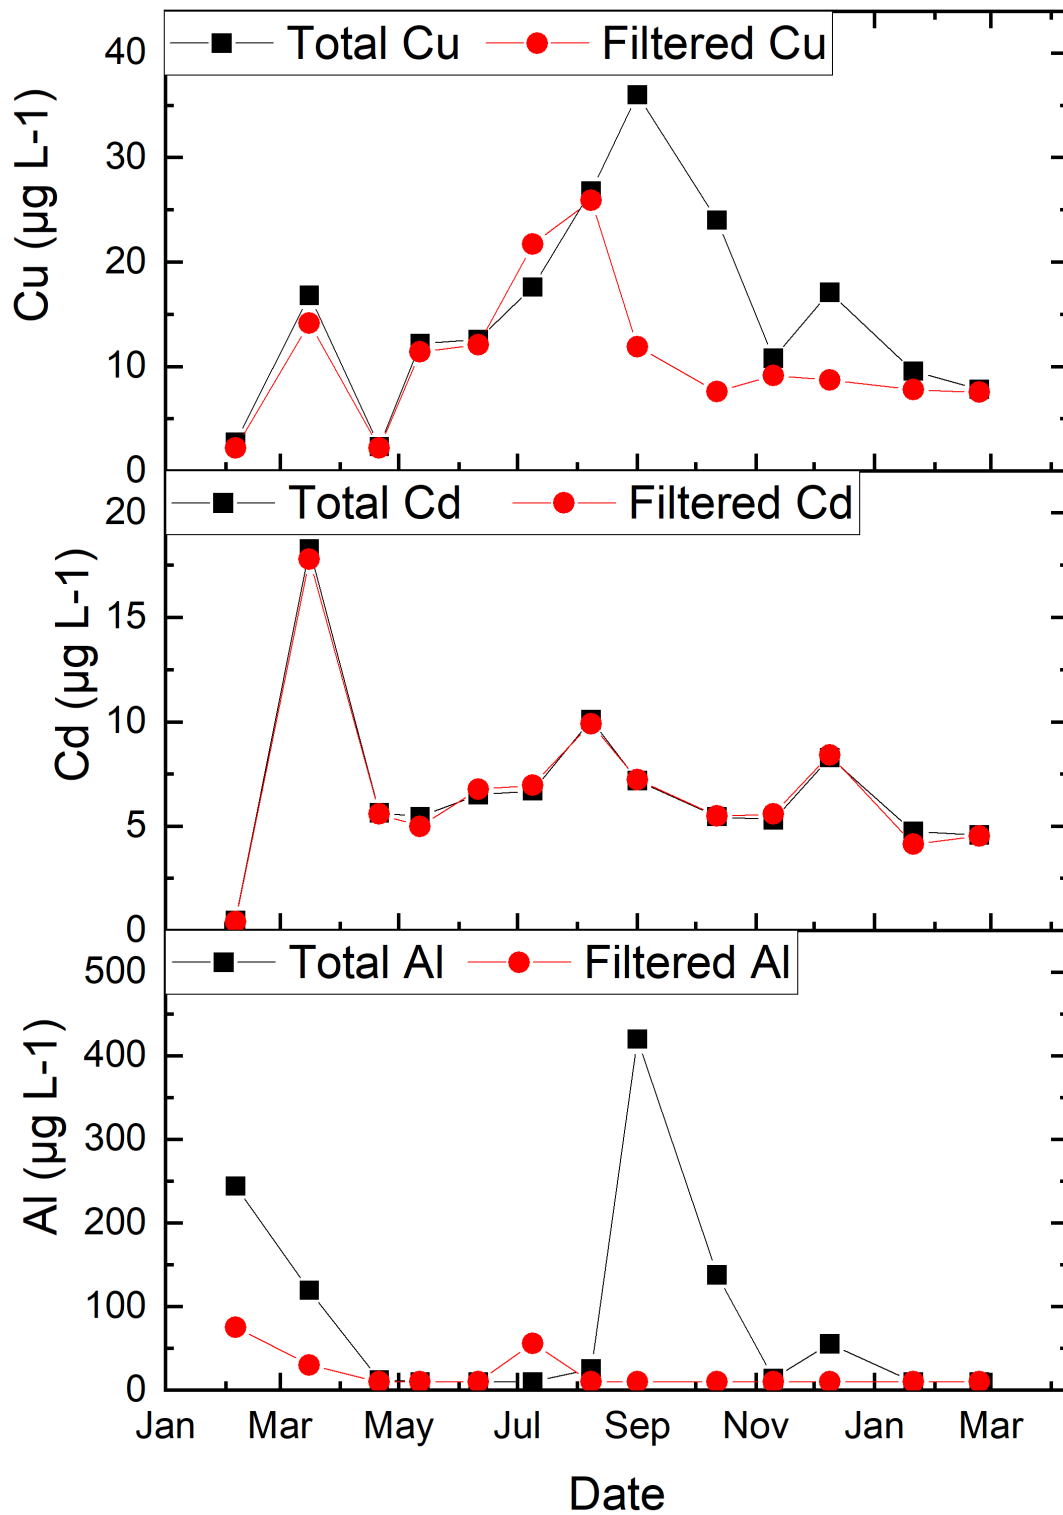 Total Cu Filtered Cu
40
30
20
10
0
Cu (µg L-1)
Total Cd Filtered Cd
20
15
10
5
0
Cd (µg L-1)
Total Al Filtered Al
500
400
300
200
100
0
Al (µg L-1)
Jan Mar May Jul Sep Nov Jan Mar
Date